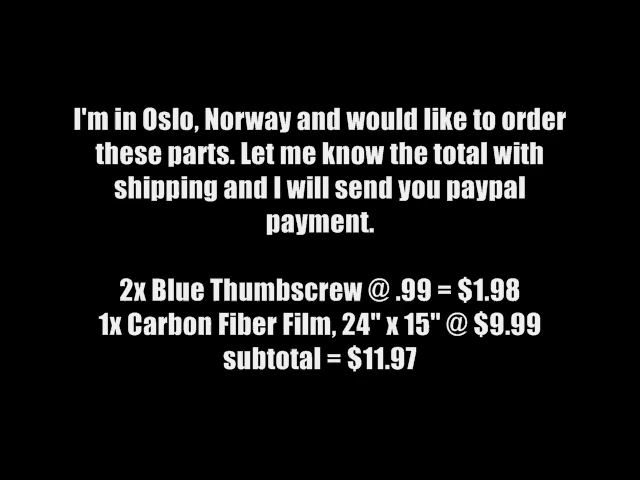 I'm in Oslo, Norway and would like to order
these parts. Let me know the total with
shipping and I will send you paypal
payment.
2x Blue Thumbscrew @ .99 = $1.98
1x Carbon Fiber Film, 24" x 15" @ $9.99
subtotal = $11.97